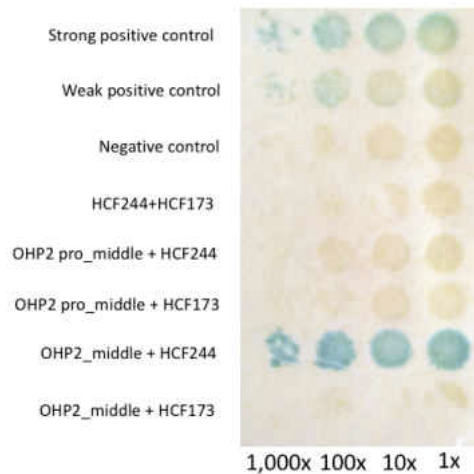 Strong positive control
Weak positive control
Negative control
HCF244+HCF173
OHP2 pro_middle + HCF244
OHP2 pro_middle + HCF173
OHP2_middle + HCF244
OHP2_middle + HCF173
1,000x 100x 10x 1x